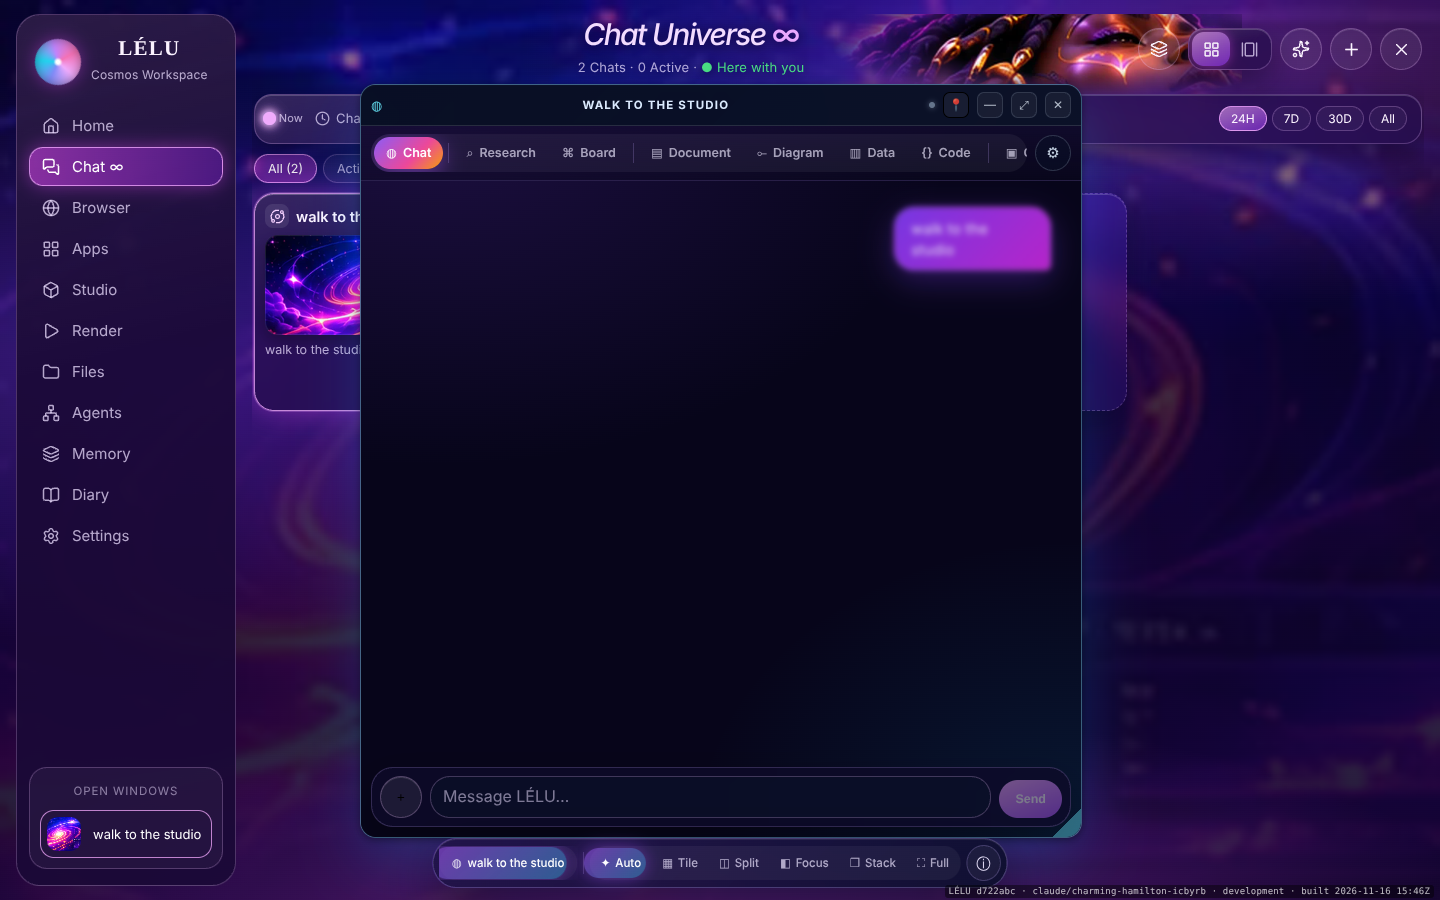 LÉLU
Cosmos Workspace
Home
Chat ∞
Browser
Apps
Studio
Render
Files
Agents
Memory
Diary
Settings
OPEN WINDOWS
walk to the studio
Chat Universe ∞
2 Chats · 0 Active · Here with you
Now
24H 7D 30D All
All (2)
WALK TO THE STUDIO
Chat Research Board Document Diagram Data {} Code
walk to the
studio
Message LÉLU...
Send
walk to the studio Auto Tile Split Focus Stack Full
LÉLU d722abc · claude/charming-hamilton-icbyrb · development · built 2026-11-16 15:46Z